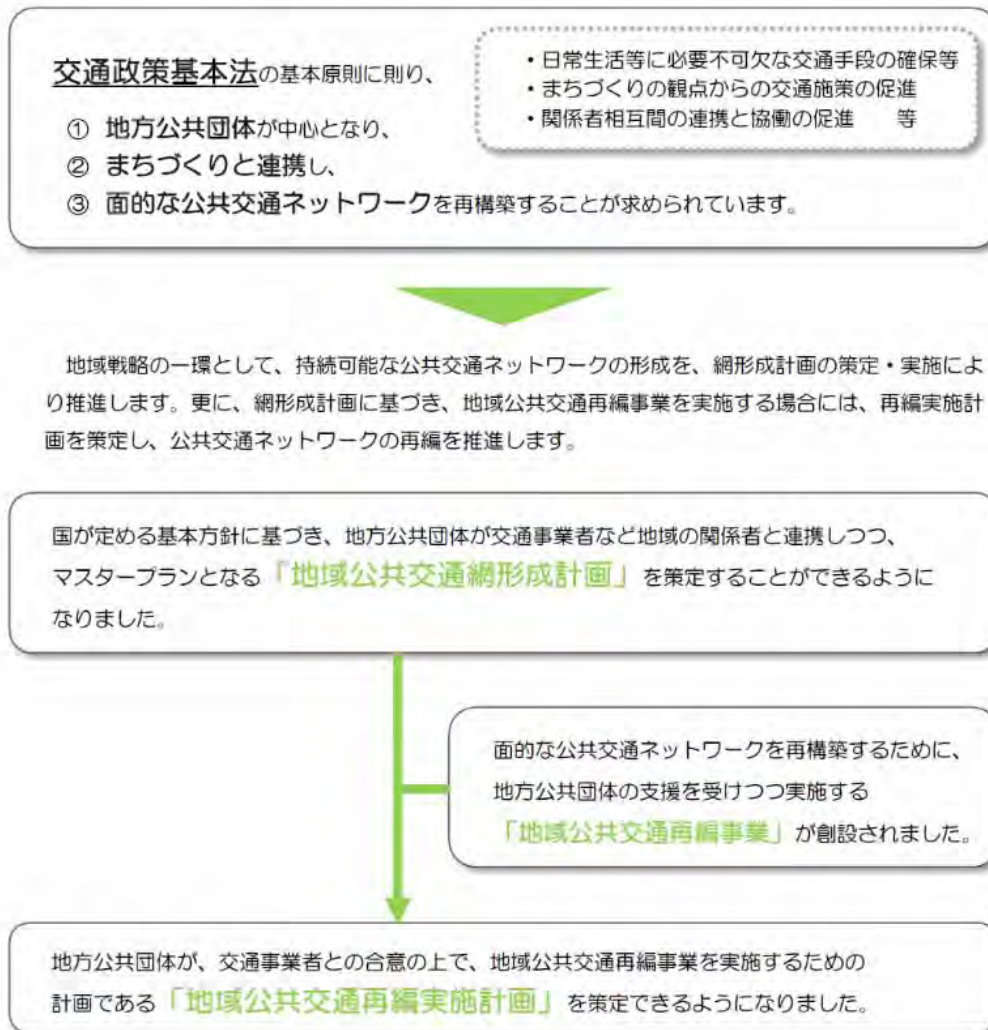 交通政策基本法の基本原則に則り、
① 地方公共団体が中心となり、
② まちづくりと連携し、
③ 面的な公共交通ネットワークを再構築することが求められています。
・日常生活等に必要不可欠な交通手段の確保等
・まちづくりの観点からの交通施策の促進
・関係者相互間の連携と協働の促進　　等
地域戦略の一環として、持続可能な公共交通ネットワークの形成を、網形成計画の策定・実施によ
り推進します。更に、網形成計画に基づき、地域公共交通再編事業を実施する場合には、再編実施計
画を策定し、公共交通ネットワークの再編を推進します。
国が定める基本方針に基づき、地方公共団体が交通事業者など地域の関係者と連携しつつ、
マスタープランとなる「地域公共交通網形成計画」を策定することができるように
なりました。
面的な公共交通ネットワークを再構築するために、
地方公共団体の支援を受けつつ実施する
「地域公共交通再編事業」が創設されました。
地方公共団体が、交通事業者との合意の上で、地域公共交通再編事業を実施するための
計画である「地域公共交通再編実施計画」を策定できるようになりました。